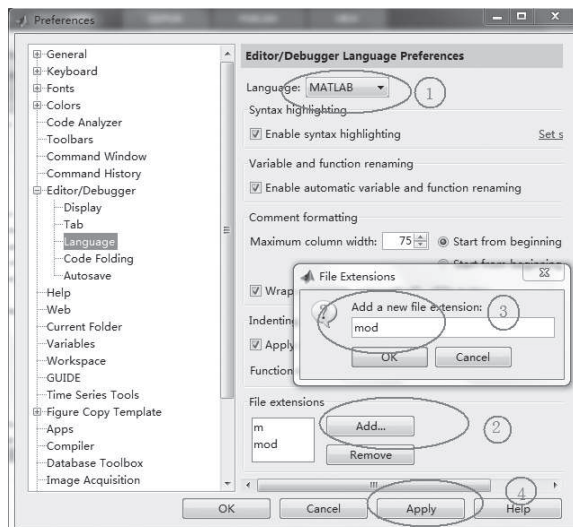 Preferences
General
Keyboard
Fonts
Colors
Code Analyzer
Toolbars
Command Window
Command History
Editor/Debugger
Display
Tab
Language
Code Folding
Autosave
Help
Web
Current Folder
Variables
Workspace
GUIDE
Time Series Tools
Figure Copy Template
Apps
Compiler
Database Toolbox
Image Acquisition
Editor/Debugger Language Preferences
Language: MATLAB
1
Syntax highlighting
Enable syntax highlighting Set s
Variable and function renaming
Enable automatic variable and function renaming
Comment formatting
Maximum column width: 75 Start from beginning
Wrap
Indenting
Apply
Function
File Extensions
Add a new file extension:
3
mod
OK Cancel
File extensions
m
mod
Add...
2
Remove
4
OK Cancel Apply Help